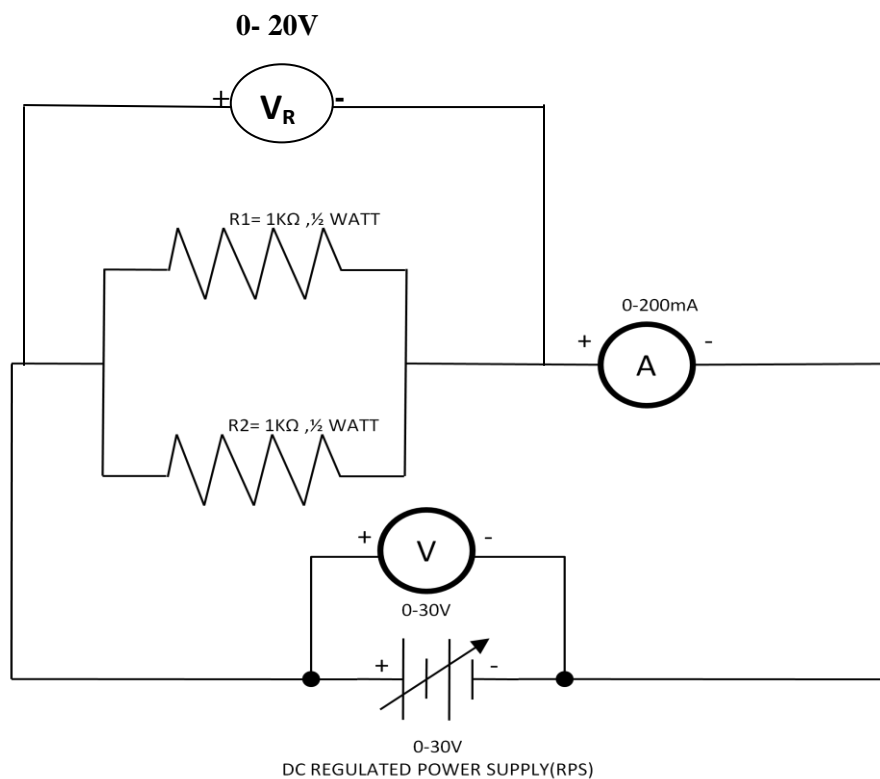 0- 20V
+ VR -
R1= 1KΩ ,½ WATT
0-200mA
+ A -
R2= 1KΩ ,½ WATT
+ V -
0-30V
+ -
0-30V
DC REGULATED POWER SUPPLY(RPS)